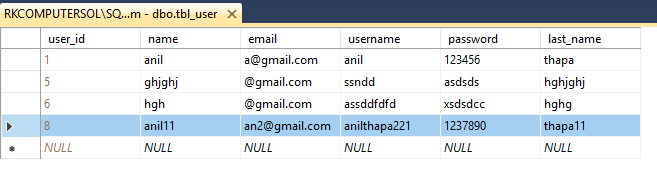 RKCOMPUTERSOL\SQ...m - dbo.tbl_user
user_id name email username password last_name
1 anil a@gmail.com anil 123456 thapa
5 ghjghj @gmail.com ssndd asdsds hghjghj
6 hgh @gmail.com assddfdfd xsdsdcc hghg
8 anil11 an2@gmail.com anilthapa221 1237890 thapa11
NULL NULL NULL NULL NULL NULL